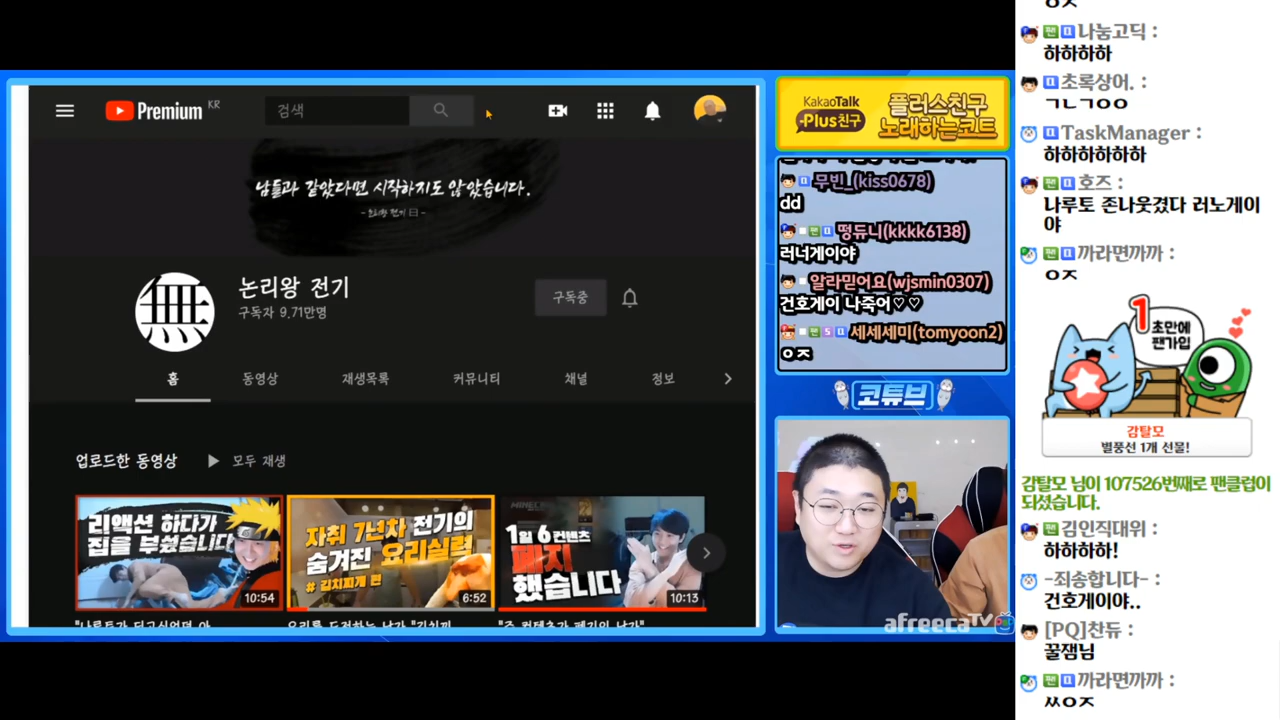 Premium KR
검색
남들과 같았다면 시작하지도 않았습니다.
논리왕 전기
구독자 9.71만명
구독중
홈
동영상
재생목록
커뮤니티
채널
정보
업로드한 동영상
모두 재생
리액션 하다가
집을 부쉈습니다
10:54
자취 7년차 전기의
숨겨진 요리실력
# 김치찌개 편
6:52
MINEC
1일 6컨텐츠
폐지
했습니다
10:13
KakaoTalk
Plus친구
플러스친구
노래하는코트
무빈_(kiss0678)
dd
떵듀니(kkkk6138)
러너게이야
알라믿어요(wjsmin0307)
건호게이 나죽어♡♡
세세세미(tomyoon2)
ㅇㅈ
코튜브
afreecaTV
나눔고딕 :
하하하하
초록상어. :
ㄱㄴㄱㅇㅇ
TaskManager :
하하하하하하
호즈 :
나루토 존나웃겼다 러노게이
야
까라면까까 :
ㅇㅈ
1초만에
팬가입
감탈모
별풍선 1개 선물!
감탈모 님이 107526번째로 팬클럽이
되셨습니다.
김인직대위 :
하하하하!
-죄송합니다- :
건호게이야..
[PQ]찬듀 :
꿀잼님
까라면까까 :
ㅆㅇㅈ